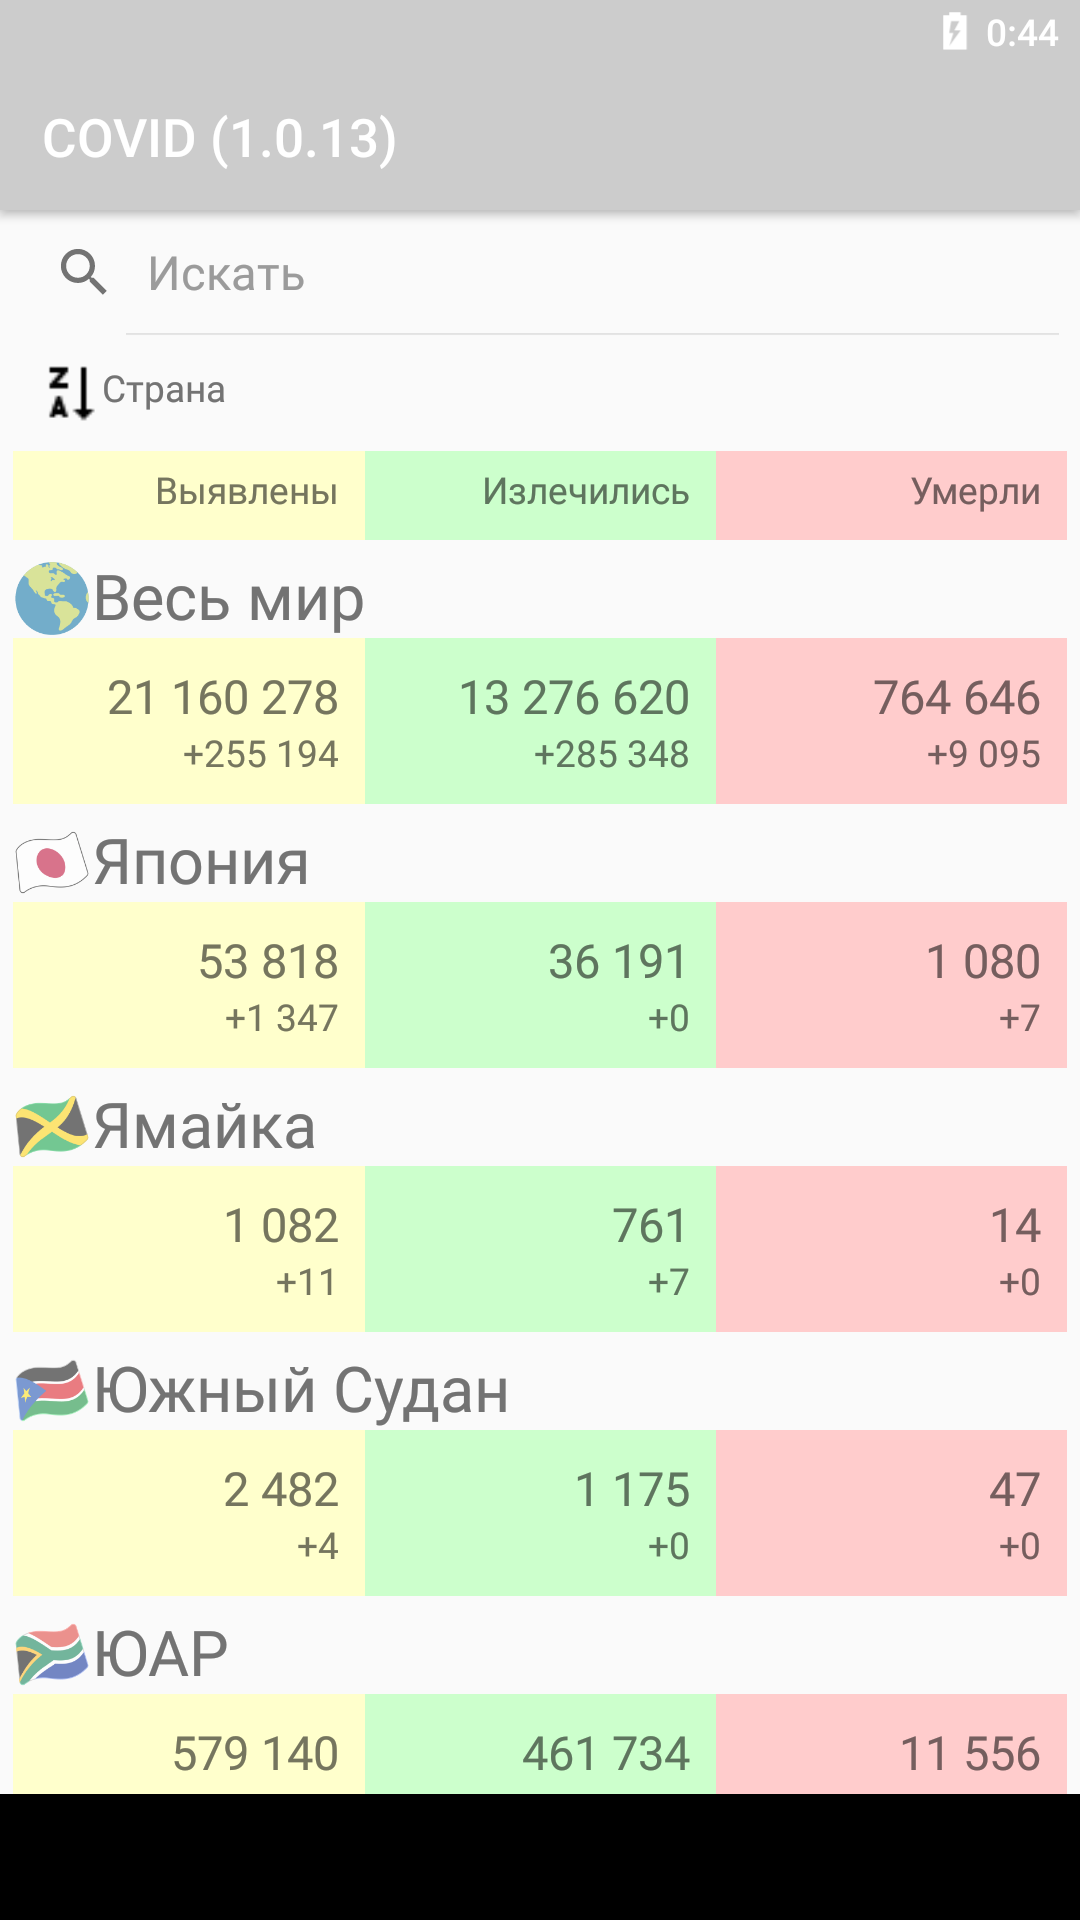 0:44
COVID (1.0.13)
Искать
Z
A
Страна
Выявлены Излечились Умерли
Весь мир
21 160 278 13 276 620 764 646
+255 194 +285 348 +9 095
Япония
53 818 36 191 1 080
+1 347 +0 +7
Ямайка
1 082 761 14
+11 +7 +0
Южный Судан
2 482 1 175 47
+4 +0 +0
ЮАР
579 140 461 734 11 556